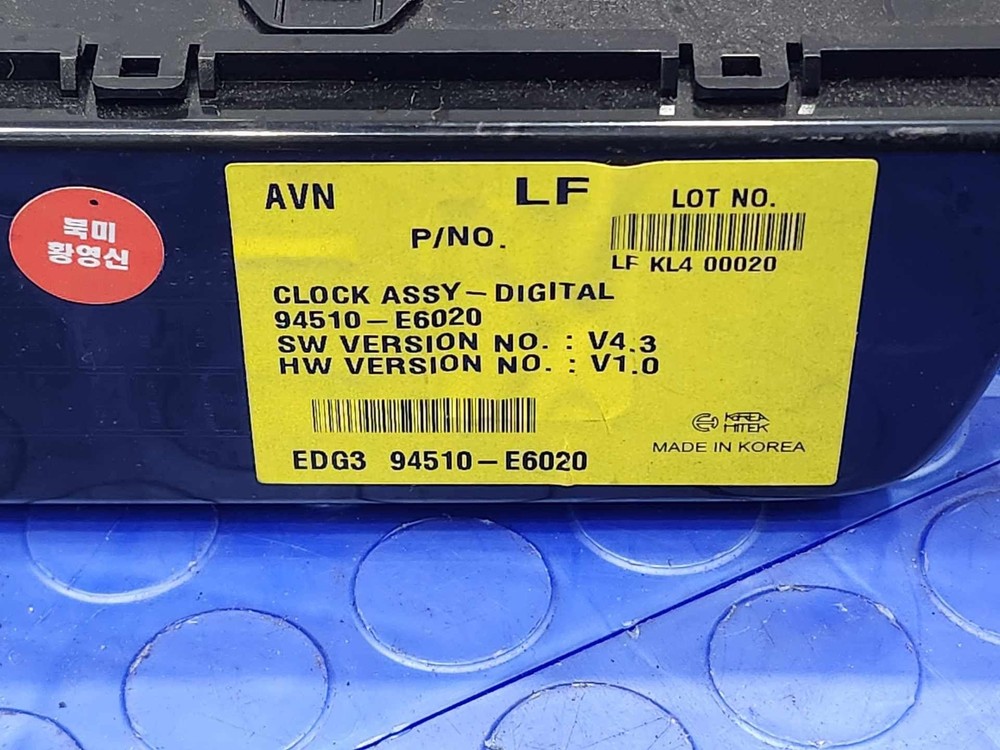 북미
황영신
AVN
LF
LOT NO.
P/NO.
LF KL4 00020
CLOCK ASSY-DIGITAL
94510-E6020
SW VERSION NO. : V4.3
HW VERSION NO. : V1.0
KOREA
HITEK
MADE IN KOREA
EDG3 94510-E6020